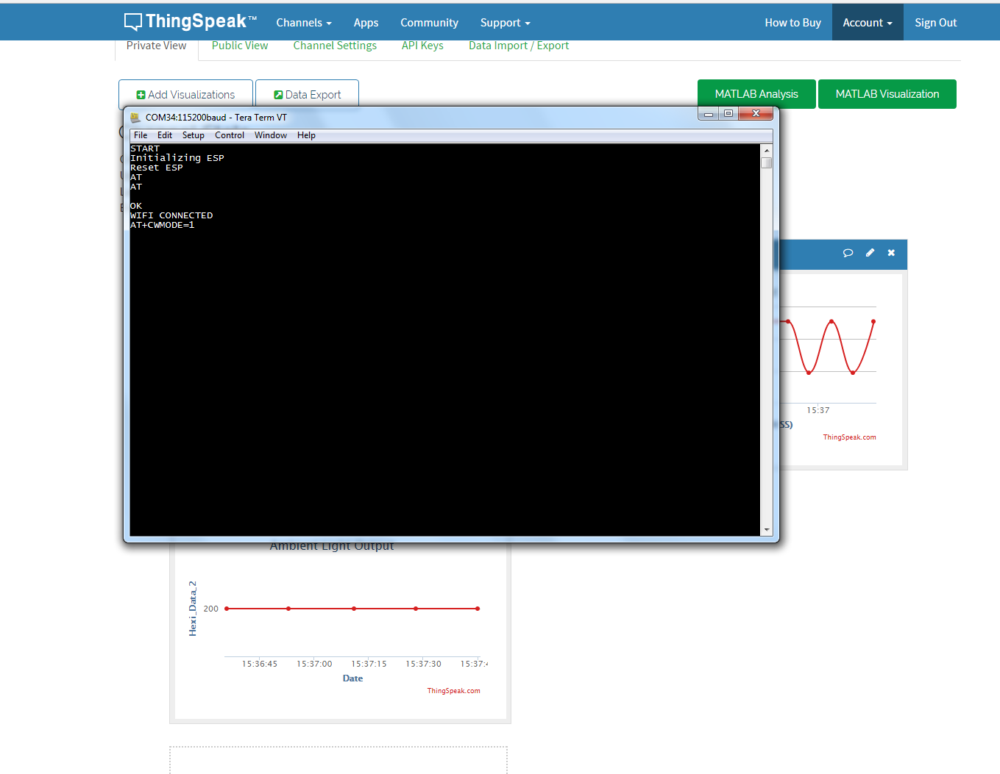 ThingSpeak™ Channels Apps Community Support How to Buy Account Sign Out
Private View Public View Channel Settings API Keys Data Import / Export
Add Visualizations Data Export MATLAB Analysis MATLAB Visualization
COM34:115200baud - Tera Term VT
File Edit Setup Control Window Help
START
Initializing ESP
Reset ESP
AT
AT
OK
WIFI CONNECTED
AT+CWMODE=1
15:37
SS)
ThingSpeak.com
Ambient Light Output
Hexi_Data_2
200
15:36:45 15:37:00 15:37:15 15:37:30 15:37:4
Date
ThingSpeak.com